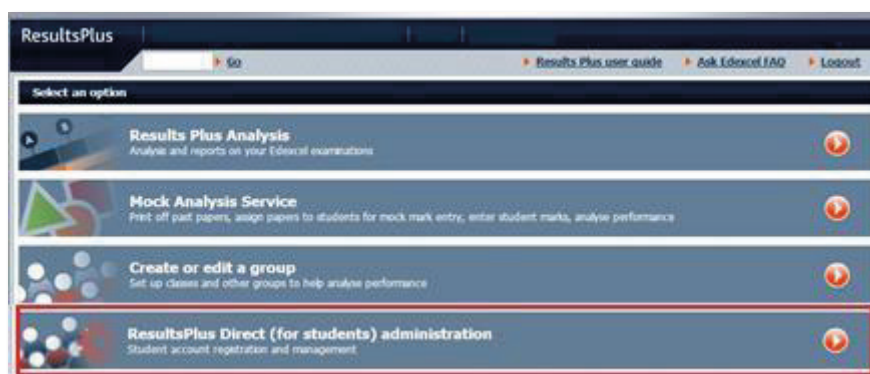 ResultsPlus
Go
Results Plus user guide
Ask Edexcel FAQ
Logout
Select an option
Results Plus Analysis
Analysis and reports on your Edexcel examinations
Mock Analysis Service
Print off past papers, assign papers to students for mock mark entry, enter student marks, analyse performance
Create or edit a group
Set up classes and other groups to help analyse performance
ResultsPlus Direct (for students) administration
Student account registration and management